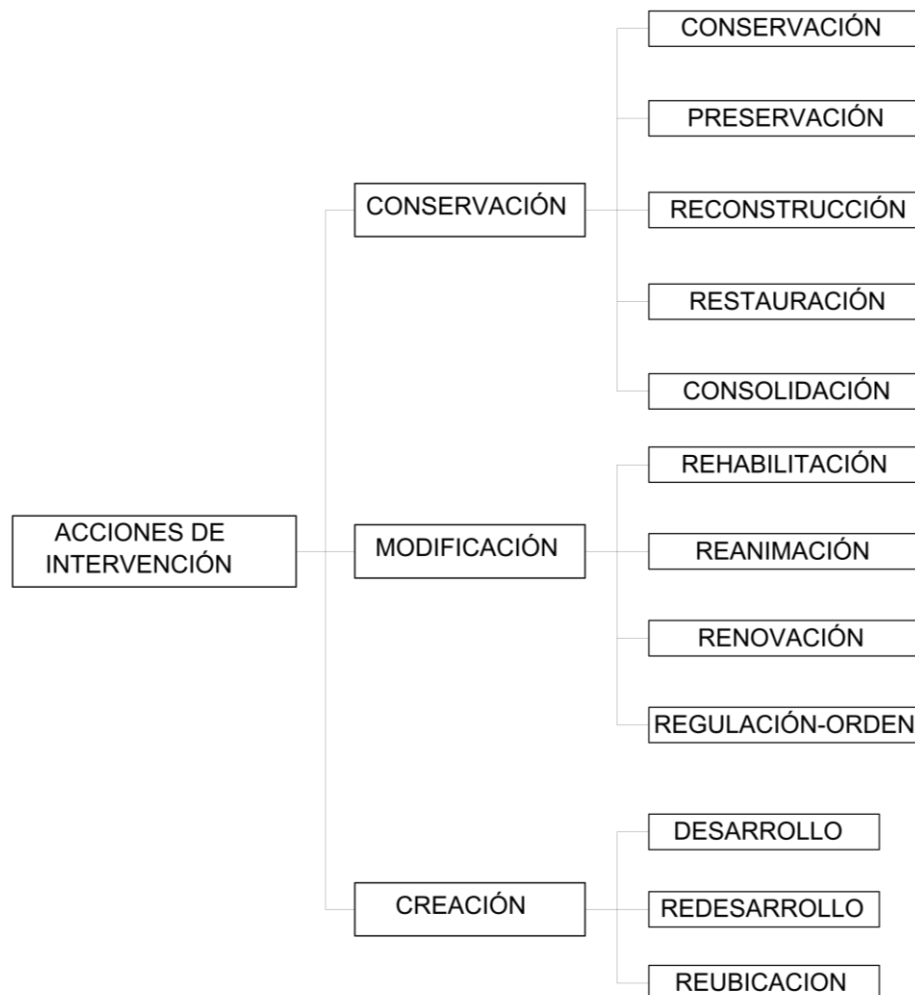 ACCIONES DE
INTERVENCIÓN
CONSERVACIÓN
CONSERVACIÓN
PRESERVACIÓN
RECONSTRUCCIÓN
RESTAURACIÓN
CONSOLIDACIÓN
MODIFICACIÓN
REHABILITACIÓN
REANIMACIÓN
RENOVACIÓN
REGULACIÓN-ORDEN
CREACIÓN
DESARROLLO
REDESARROLLO
REUBICACION